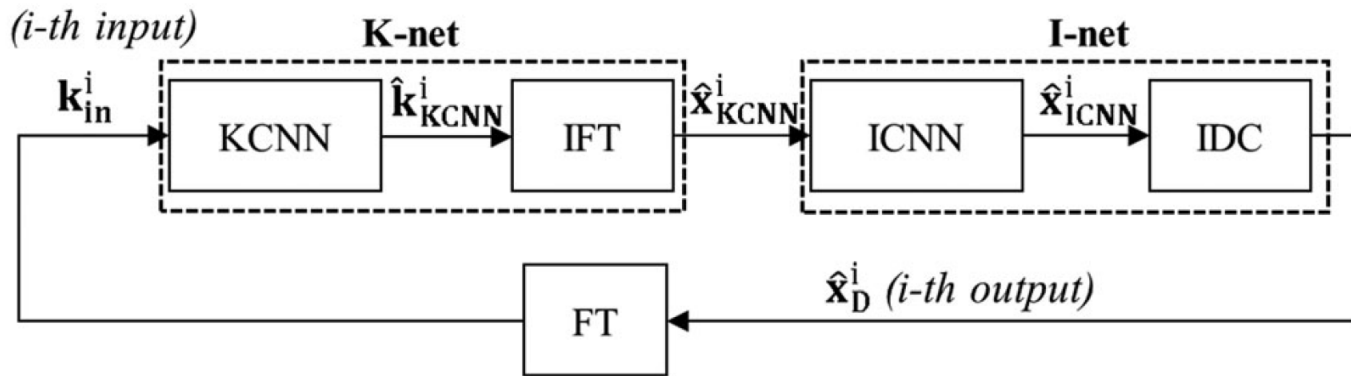 (i-th input)
K-net
I-net
k_in^i
KCNN
k̂_KCNN^i
IFT
x̂_KCNN^i
ICNN
x̂_ICNN^i
IDC
x̂_D^i (i-th output)
FT